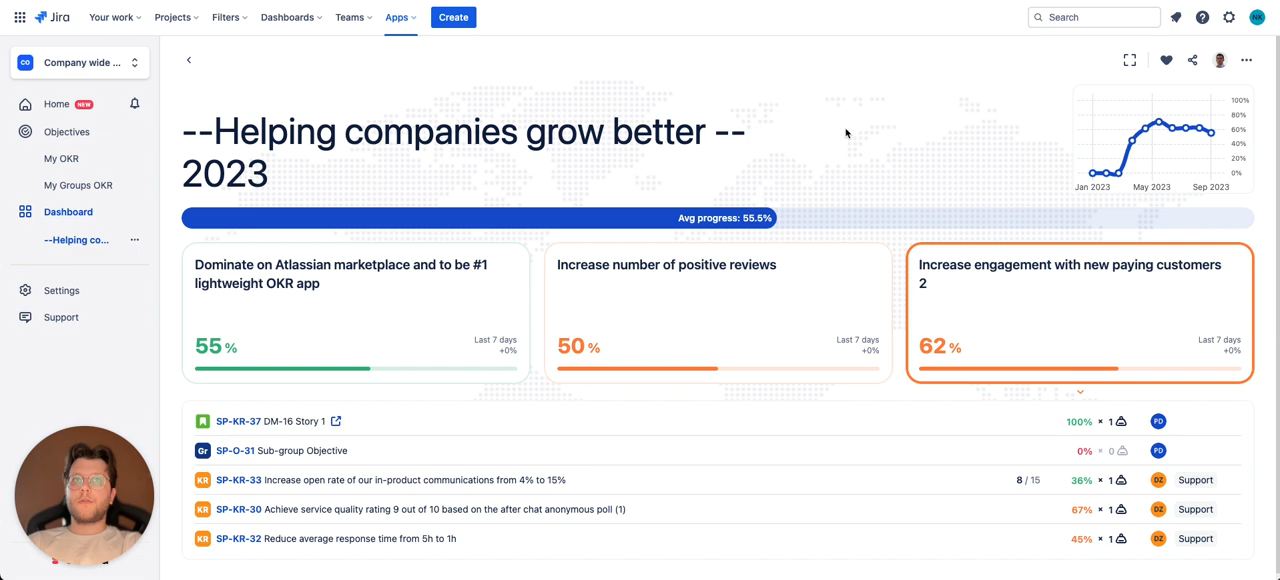 Jira Your work Projects Filters Dashboards Teams Apps Create Search NK
CO Company wide ...
Home NEW
Objectives
My OKR
My Groups OKR
Dashboard
--Helping co... ...
Settings
Support
--Helping companies grow better --
2023
100%
80%
60%
40%
20%
0%
Jan 2023 May 2023 Sep 2023
Avg progress: 55.5%
Dominate on Atlassian marketplace and to be #1
lightweight OKR app
55 %
Last 7 days
+0%
Increase number of positive reviews
50 %
Last 7 days
+0%
Increase engagement with new paying customers
2
62 %
Last 7 days
+0%
SP-KR-37 DM-16 Story 1 100% × 1 PD
Gr SP-O-31 Sub-group Objective 0% × 0 PD
KR SP-KR-33 Increase open rate of our in-product communications from 4% to 15% 8 / 15 36% × 1 DZ Support
KR SP-KR-30 Achieve service quality rating 9 out of 10 based on the after chat anonymous poll (1) 67% × 1 DZ Support
KR SP-KR-32 Reduce average response time from 5h to 1h 45% × 1 DZ Support